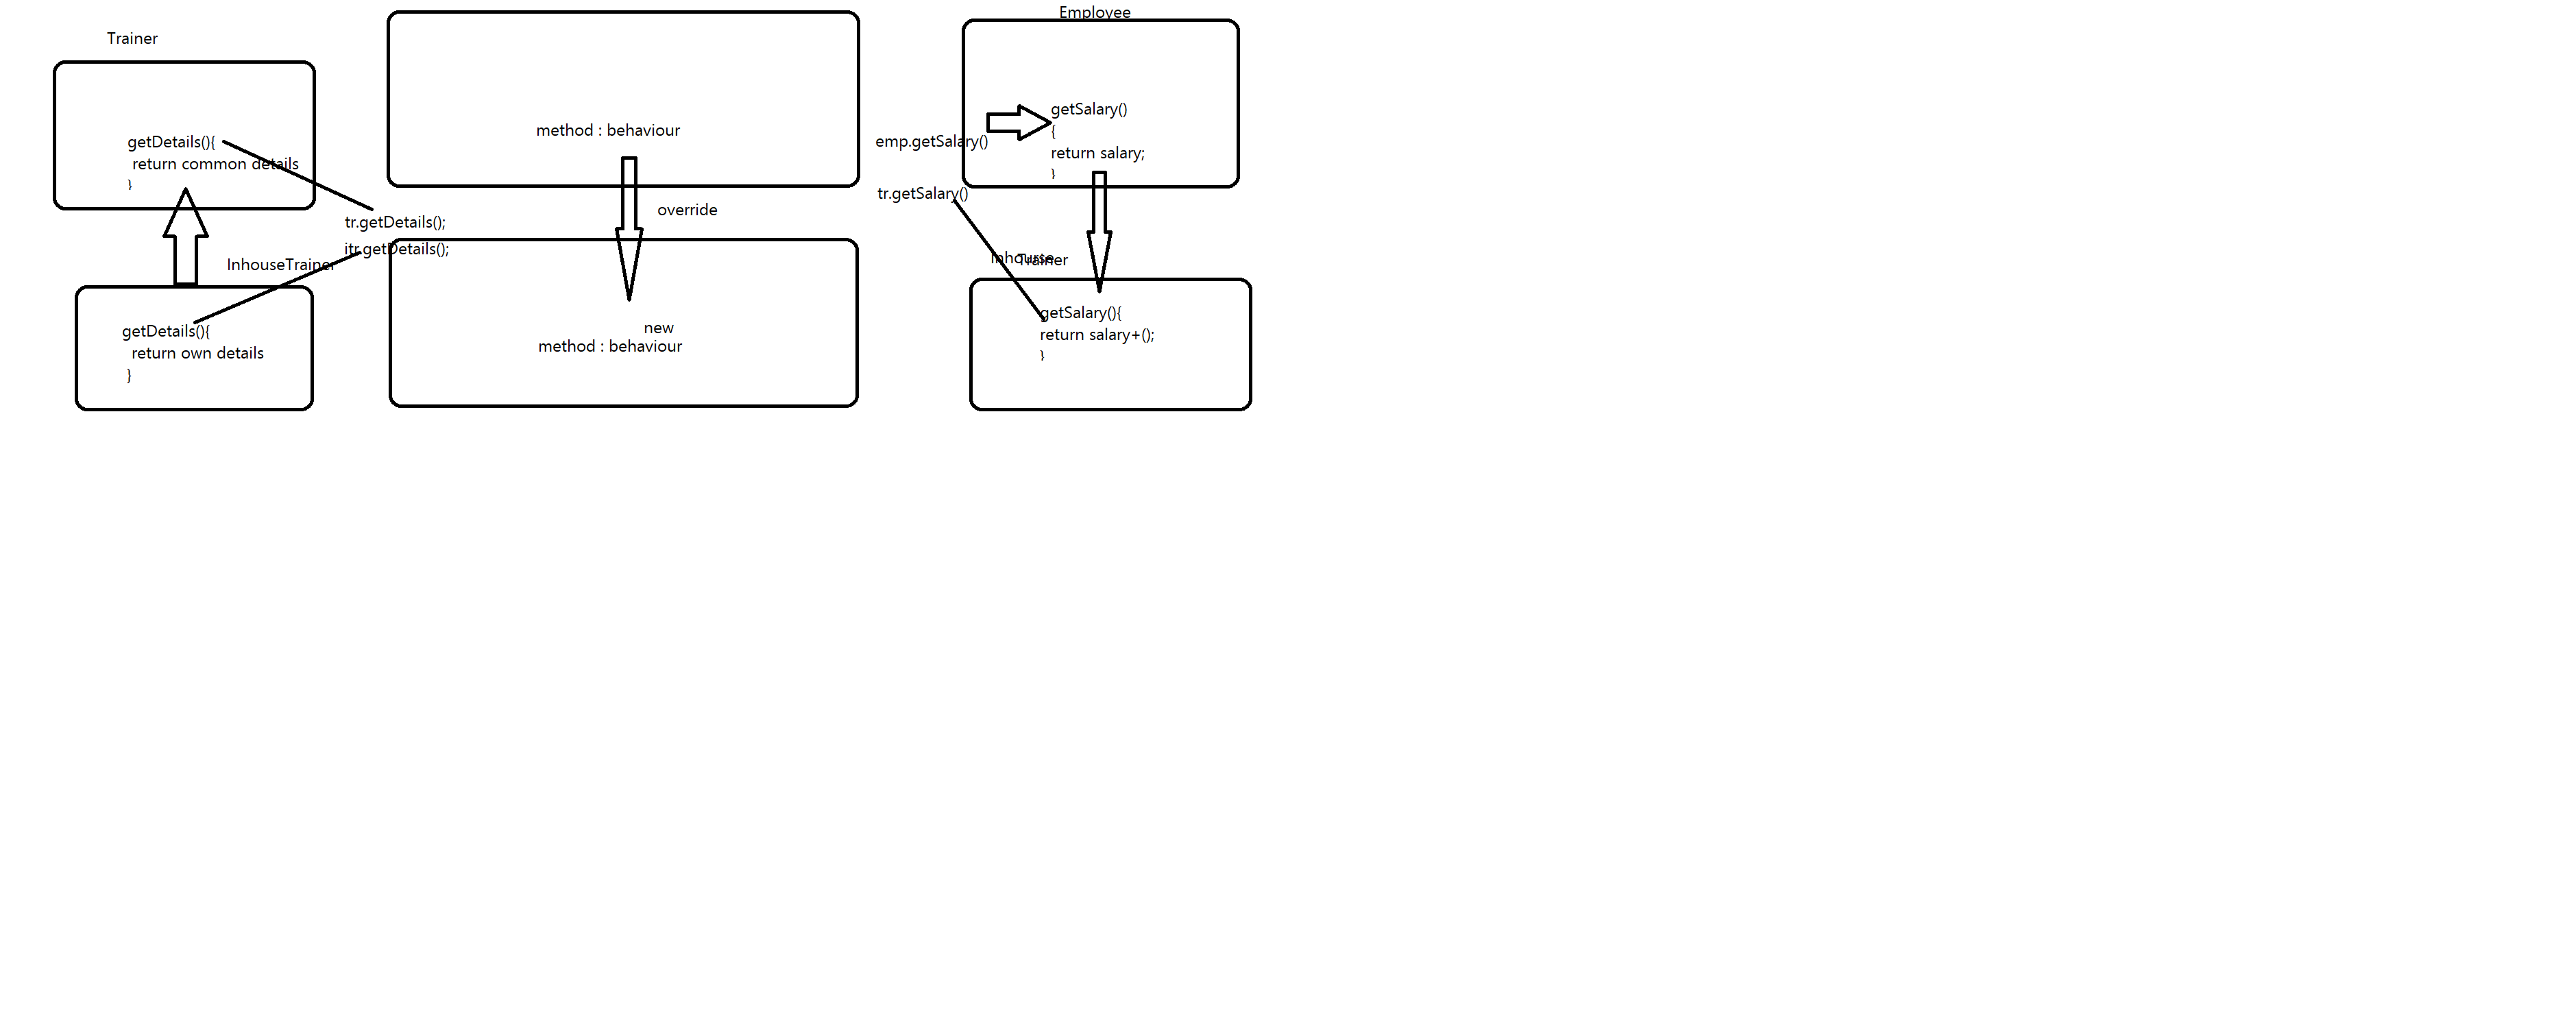 Trainer
getDetails(){
return common details
}
tr.getDetails();
itr.getDetails();
InhouseTrainer
getDetails(){
return own details
}
method : behaviour
override
new
method : behaviour
Employee
emp.getSalary()
getSalary()
{
return salary;
}
tr.getSalary()
Inhourse
Trainer
getSalary(){
return salary+();
}